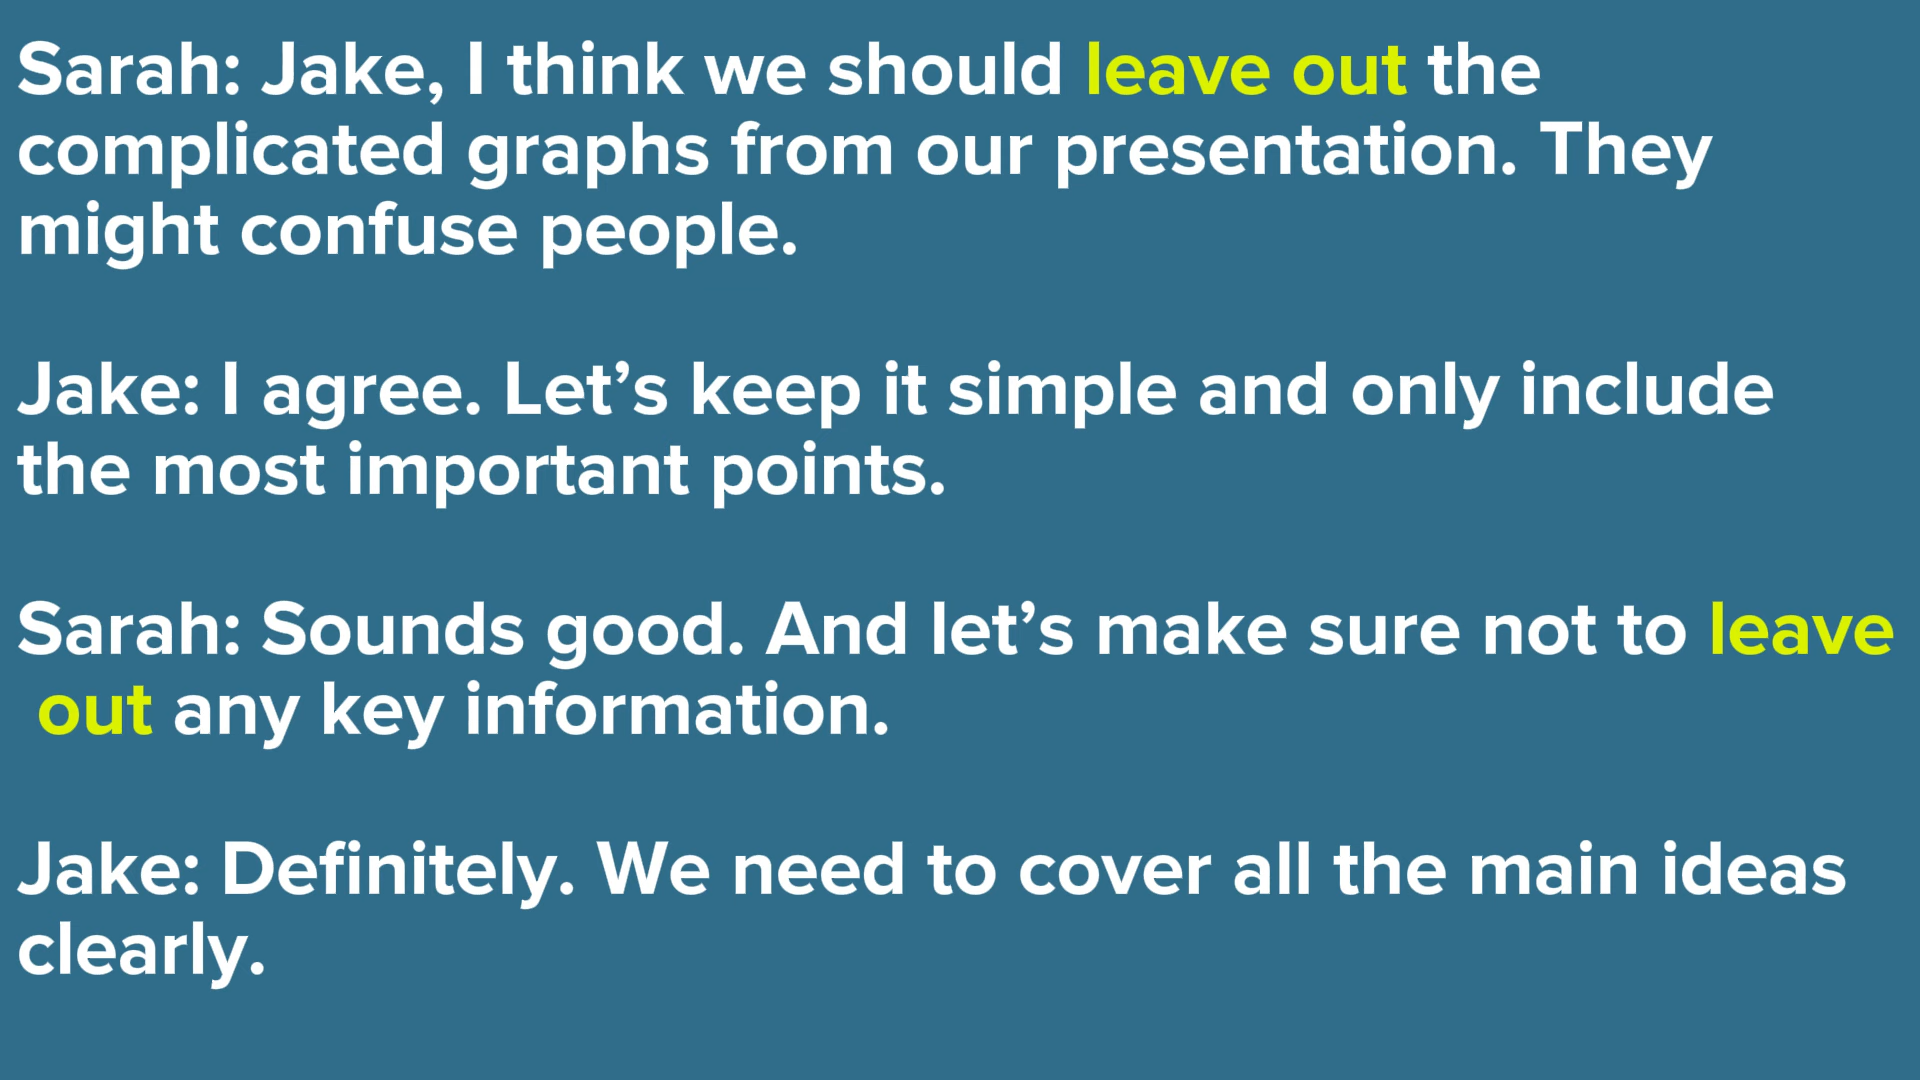 Sarah: Jake, I think we should leave out the
complicated graphs from our presentation. They
might confuse people.
Jake: I agree. Let’s keep it simple and only include
the most important points.
Sarah: Sounds good. And let’s make sure not to leave
out any key information.
Jake: Definitely. We need to cover all the main ideas
clearly.